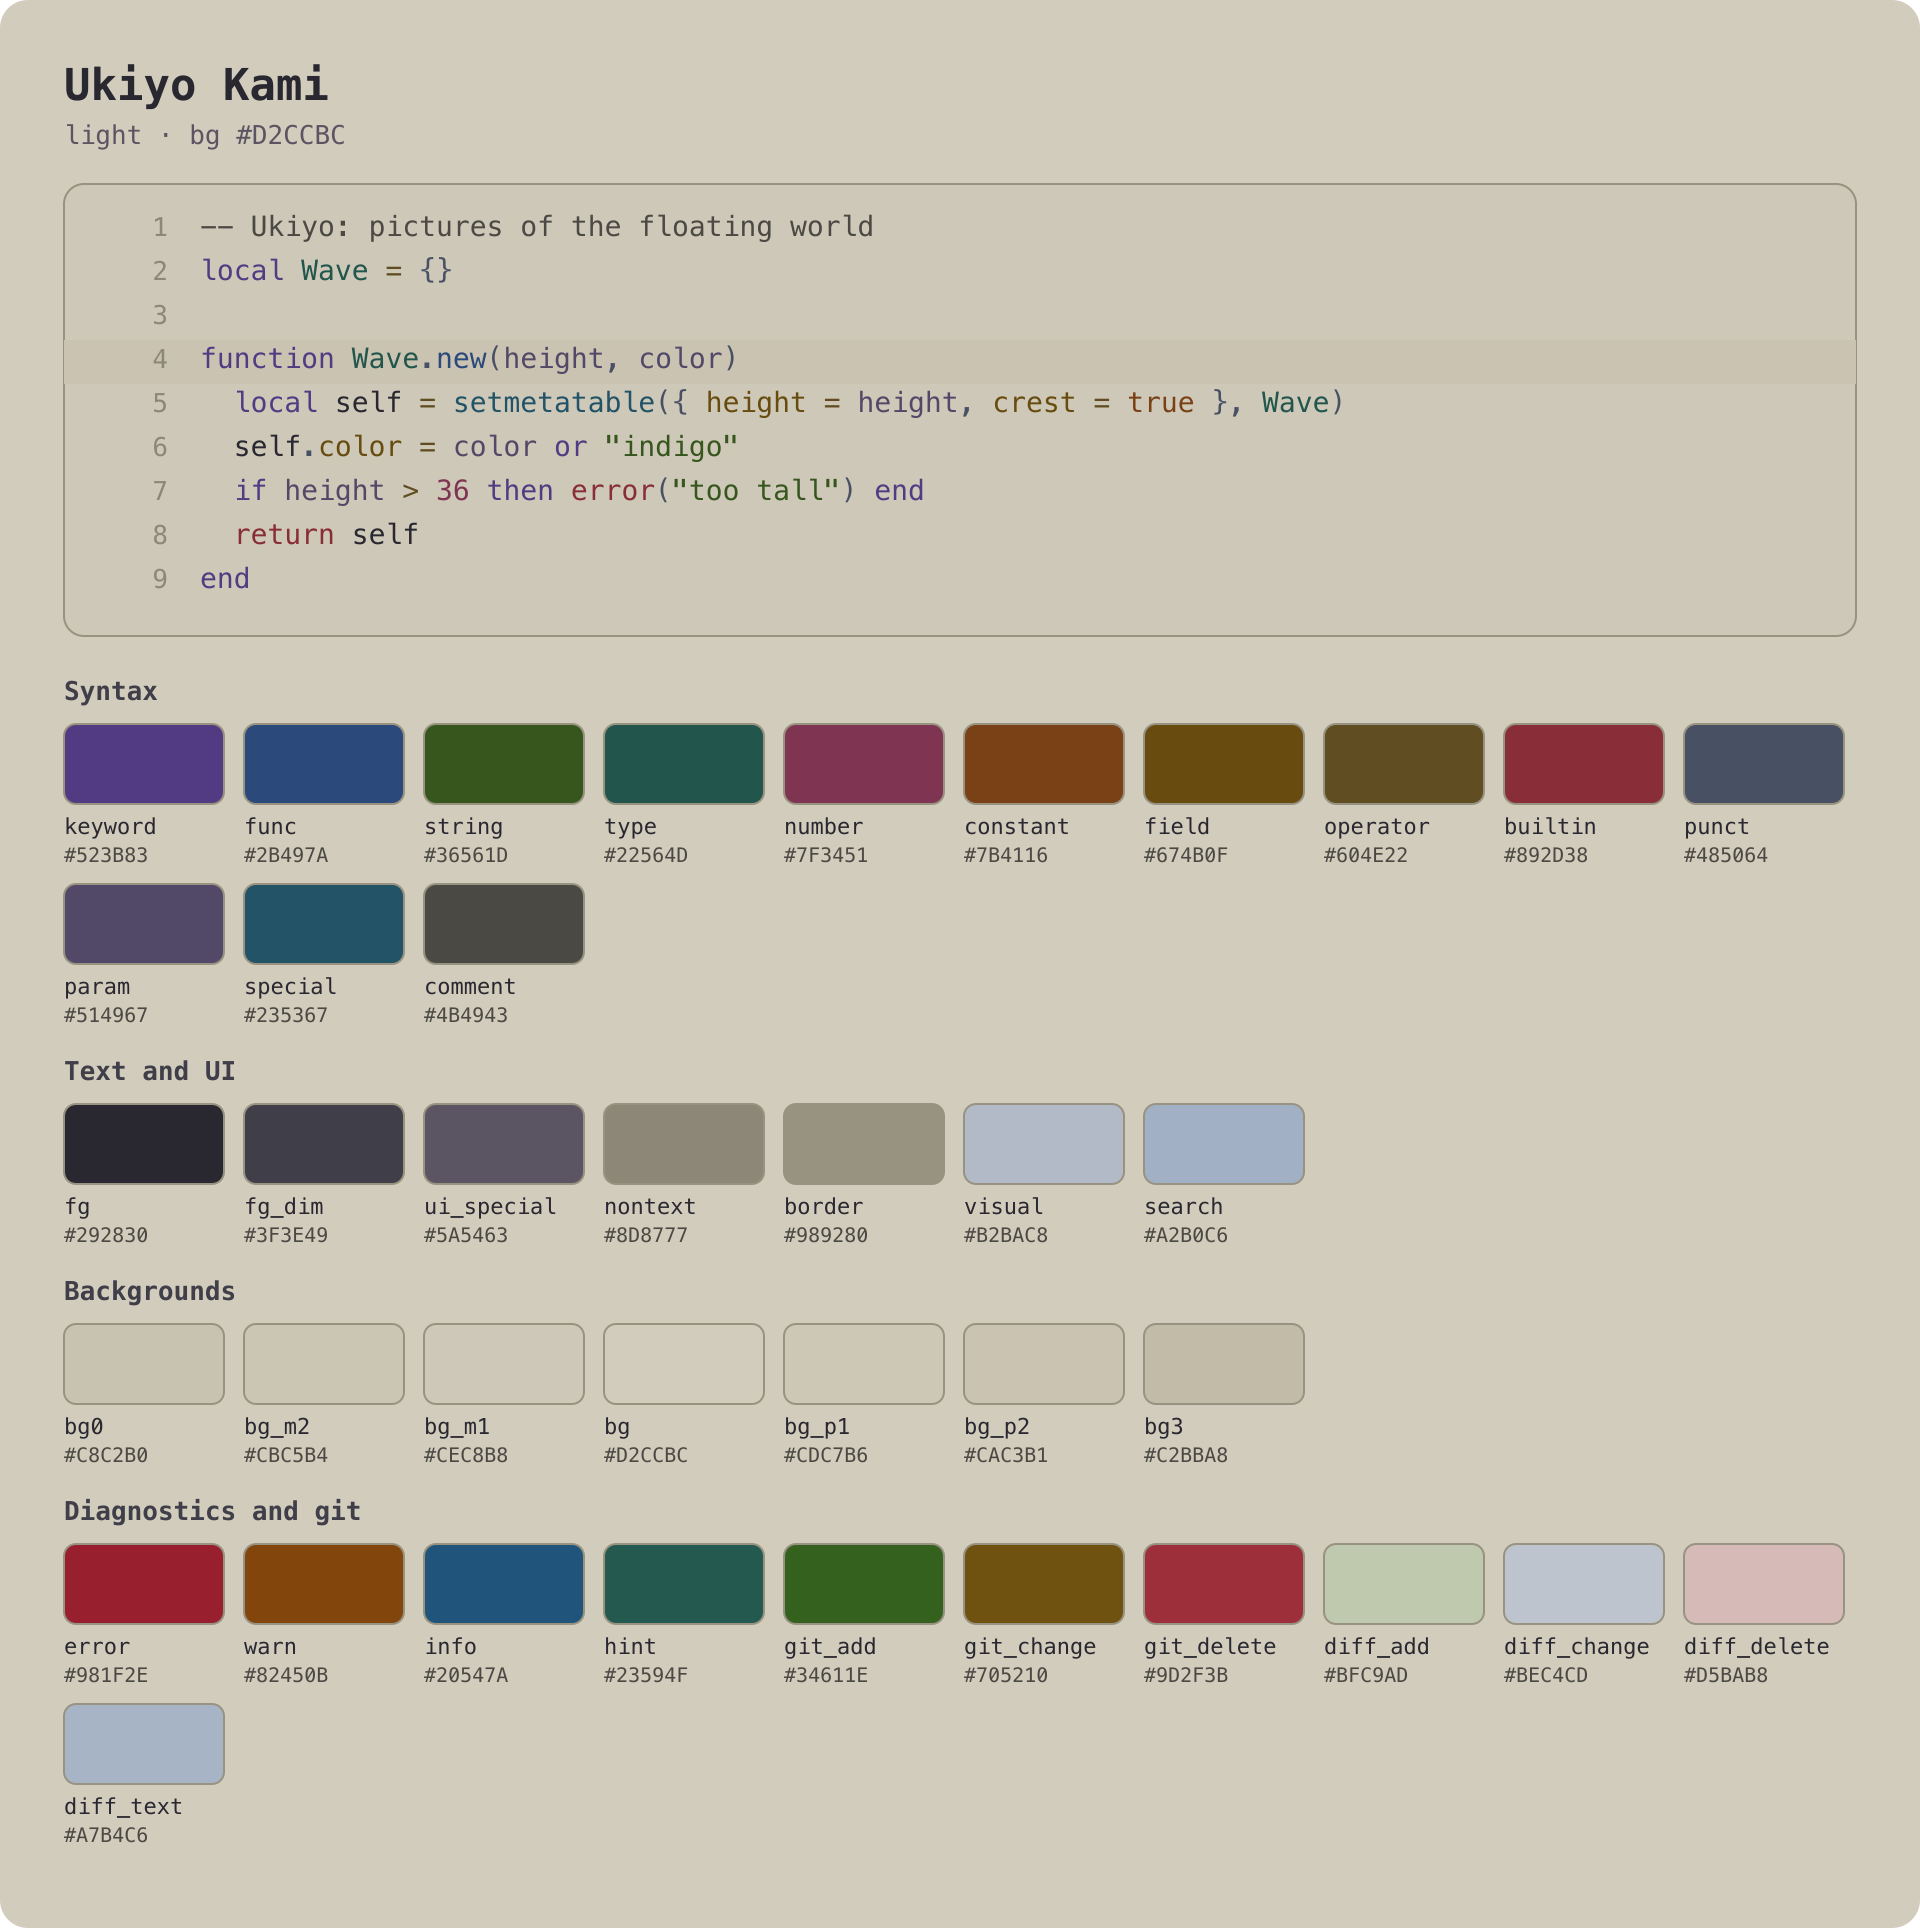 Ukiyo Kami
light · bg #D2CCBC
1 -- Ukiyo: pictures of the floating world
2 local Wave = {}
3
4 function Wave.new(height, color)
5   local self = setmetatable({ height = height, crest = true }, Wave)
6   self.color = color or "indigo"
7   if height > 36 then error("too tall") end
8   return self
9 end
Syntax
keyword func string type number constant field operator builtin punct
#523B83 #2B497A #36561D #22564D #7F3451 #7B4116 #674B0F #604E22 #892D38 #485064
param special comment
#514967 #235367 #4B4943
Text and UI
fg fg_dim ui_special nontext border visual search
#292830 #3F3E49 #5A5463 #8D8777 #989280 #B2BAC8 #A2B0C6
Backgrounds
bg0 bg_m2 bg_m1 bg bg_p1 bg_p2 bg3
#C8C2B0 #CBC5B4 #CEC8B8 #D2CCBC #CDC7B6 #CAC3B1 #C2BBA8
Diagnostics and git
error warn info hint git_add git_change git_delete diff_add diff_change diff_delete
#981F2E #82450B #20547A #23594F #34611E #705210 #9D2F3B #BFC9AD #BEC4CD #D5BAB8
diff_text
#A7B4C6